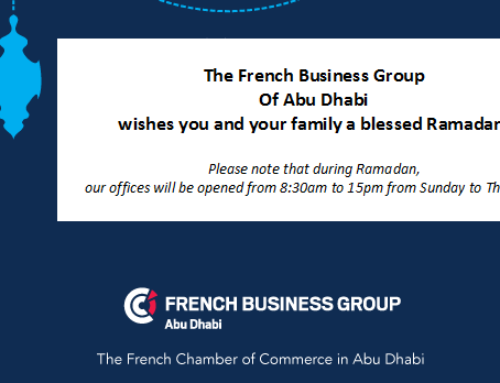 The French Business Group
Of Abu Dhabi
wishes you and your family a blessed Ramadan
Please note that during Ramadan,
our offices will be opened from 8:30am to 15pm from Sunday to Th
FRENCH BUSINESS GROUP
Abu Dhabi
The French Chamber of Commerce in Abu Dhabi